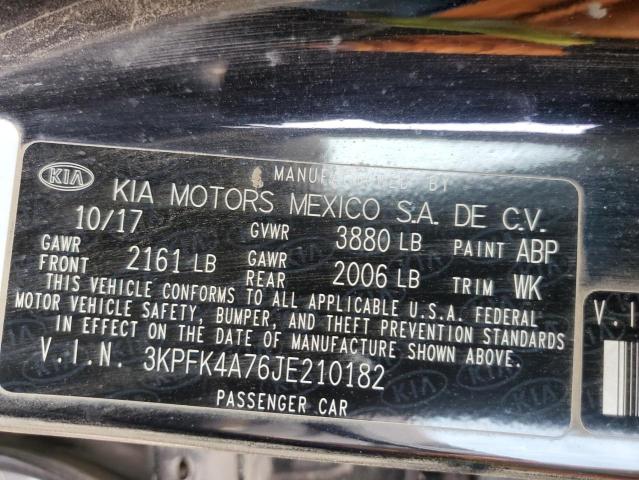 KIA
MANUFACTURED BY
KIA MOTORS MEXICO S.A. DE C.V.
10/17 GVWR 3880 LB PAINT ABP
GAWR FRONT 2161 LB GAWR REAR 2006 LB TRIM WK
THIS VEHICLE CONFORMS TO ALL APPLICABLE U.S.A. FEDERAL
MOTOR VEHICLE SAFETY, BUMPER, AND THEFT PREVENTION STANDARDS
IN EFFECT ON THE DATE OF MANUFACTURE SHOWN ABOVE.
V.I.N. 3KPFK4A76JE210182
PASSENGER CAR
V.I